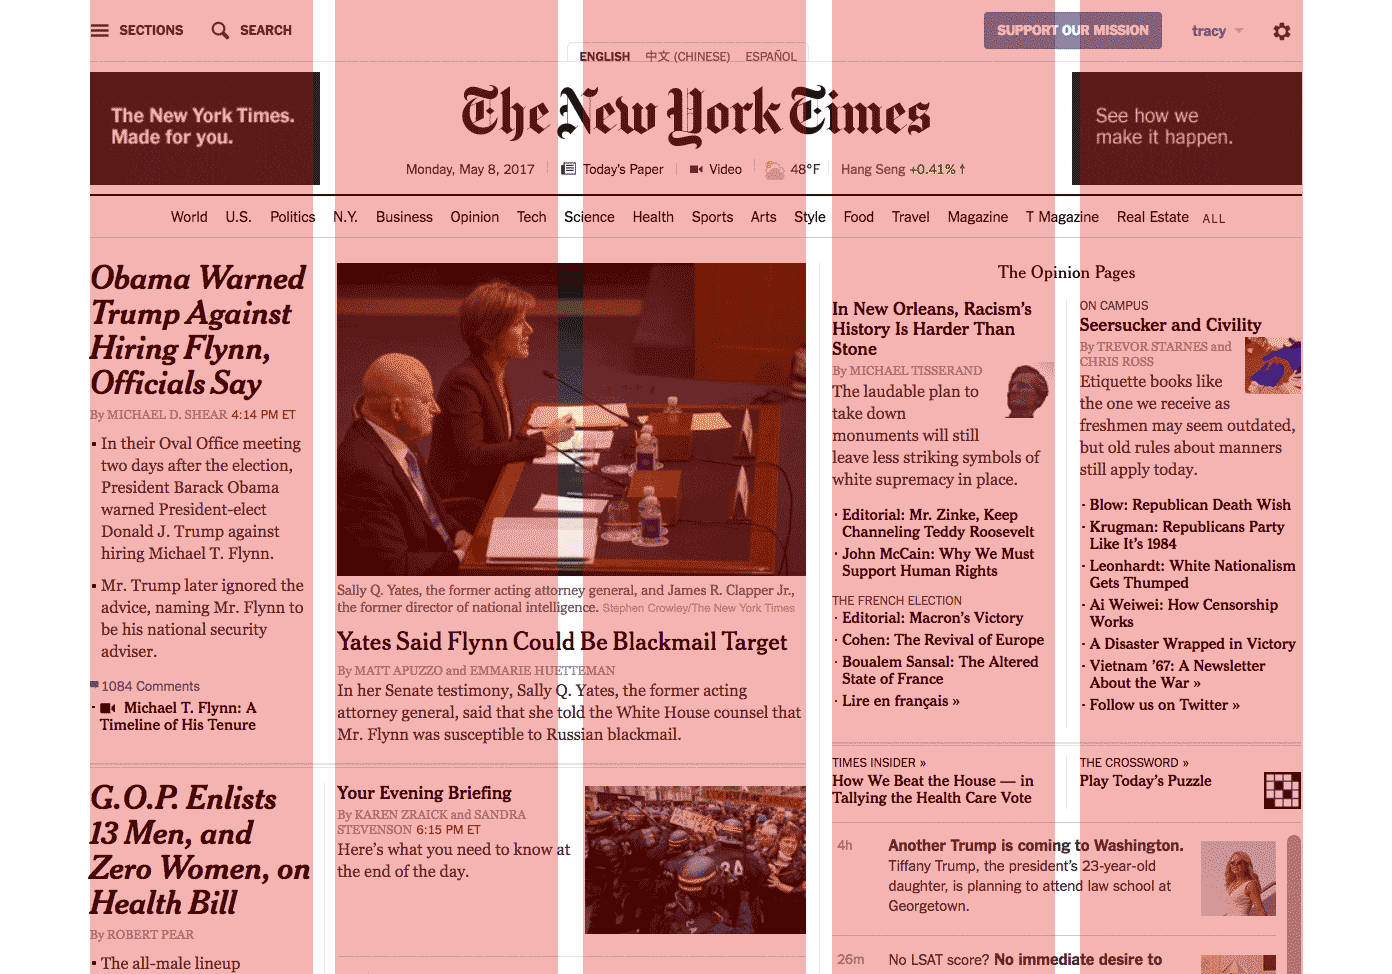 SECTIONS SEARCH SUPPORT OUR MISSION tracy
ENGLISH 中文 (CHINESE) ESPAÑOL
The New York Times.
Made for you.
The New York Times
See how we
make it happen.
Monday, May 8, 2017 Today's Paper Video 48°F Hang Seng +0.41% ↑
World U.S. Politics N.Y. Business Opinion Tech Science Health Sports Arts Style Food Travel Magazine T Magazine Real Estate ALL
Obama Warned
Trump Against
Hiring Flynn,
Officials Say
By MICHAEL D. SHEAR 4:14 PM ET
▪ In their Oval Office meeting
two days after the election,
President Barack Obama
warned President-elect
Donald J. Trump against
hiring Michael T. Flynn.
▪ Mr. Trump later ignored the
advice, naming Mr. Flynn to
be his national security
adviser.
1084 Comments
· Michael T. Flynn: A
Timeline of His Tenure
G.O.P. Enlists
13 Men, and
Zero Women, on
Health Bill
By ROBERT PEAR
▪ The all-male lineup
Sally Q. Yates, the former acting attorney general, and James R. Clapper Jr.,
the former director of national intelligence. Stephen Crowley/The New York Times
Yates Said Flynn Could Be Blackmail Target
By MATT APUZZO and EMMARIE HUETTEMAN
In her Senate testimony, Sally Q. Yates, the former acting
attorney general, said that she told the White House counsel that
Mr. Flynn was susceptible to Russian blackmail.
Your Evening Briefing
By KAREN ZRAICK and SANDRA
STEVENSON 6:15 PM ET
Here's what you need to know at
the end of the day.
The Opinion Pages
In New Orleans, Racism's
History Is Harder Than
Stone
By MICHAEL TISSERAND
The laudable plan to
take down
monuments will still
leave less striking symbols of
white supremacy in place.
· Editorial: Mr. Zinke, Keep
Channeling Teddy Roosevelt
· John McCain: Why We Must
Support Human Rights
THE FRENCH ELECTION
· Editorial: Macron's Victory
· Cohen: The Revival of Europe
· Boualem Sansal: The Altered
State of France
· Lire en français »
ON CAMPUS
Seersucker and Civility
By TREVOR STARNES and
CHRIS ROSS
Etiquette books like
the one we receive as
freshmen may seem outdated,
but old rules about manners
still apply today.
· Blow: Republican Death Wish
· Krugman: Republicans Party
Like It's 1984
· Leonhardt: White Nationalism
Gets Thumped
· Ai Weiwei: How Censorship
Works
· A Disaster Wrapped in Victory
· Vietnam '67: A Newsletter
About the War »
· Follow us on Twitter »
TIMES INSIDER »
How We Beat the House — in
Tallying the Health Care Vote
THE CROSSWORD »
Play Today's Puzzle
4h Another Trump is coming to Washington.
Tiffany Trump, the president's 23-year-old
daughter, is planning to attend law school at
Georgetown.
26m No LSAT score? No immediate desire to